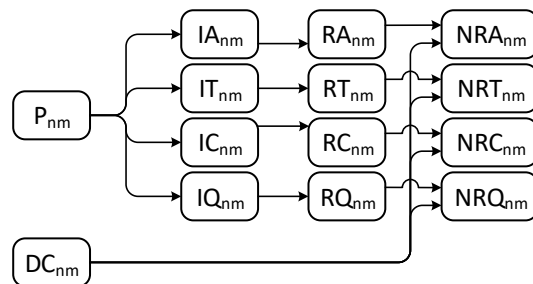 IAnm RAnm NRAnm
ITnm RTnm NRTnm
Pnm
ICnm RCnm NRCnm
IQnm RQnm NRQnm
DCnm